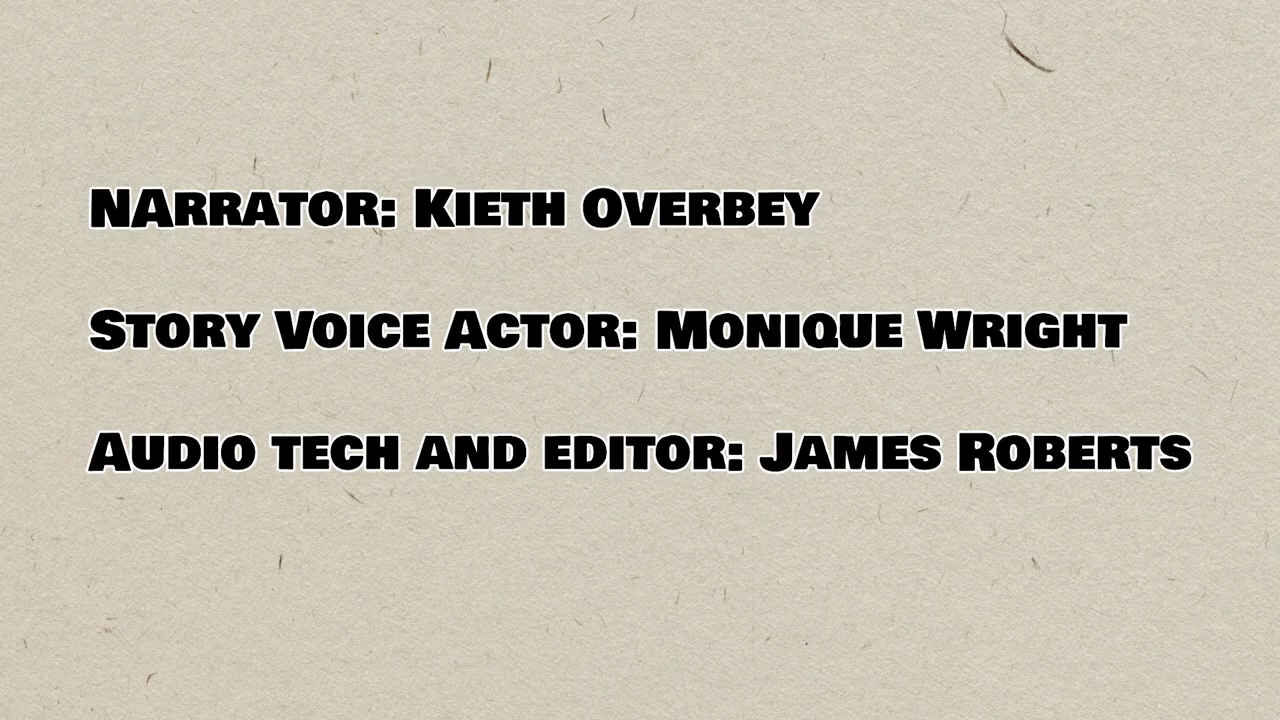 NArrator: Kieth Overbey
Story Voice Actor: Monique Wright
Audio tech and editor: James Roberts